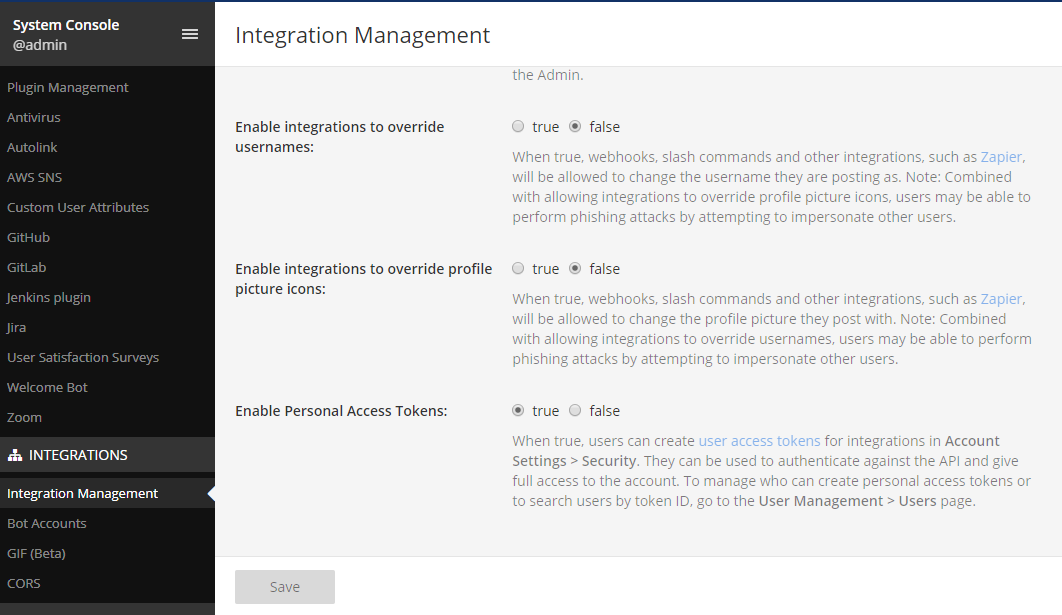 System Console
@admin
Plugin Management
Antivirus
Autolink
AWS SNS
Custom User Attributes
GitHub
GitLab
Jenkins plugin
Jira
User Satisfaction Surveys
Welcome Bot
Zoom
INTEGRATIONS
Integration Management
Bot Accounts
GIF (Beta)
CORS
Integration Management
the Admin.
Enable integrations to override
usernames:
true false
When true, webhooks, slash commands and other integrations, such as Zapier,
will be allowed to change the username they are posting as. Note: Combined
with allowing integrations to override profile picture icons, users may be able to
perform phishing attacks by attempting to impersonate other users.
Enable integrations to override profile
picture icons:
true false
When true, webhooks, slash commands and other integrations, such as Zapier,
will be allowed to change the profile picture they post with. Note: Combined
with allowing integrations to override usernames, users may be able to perform
phishing attacks by attempting to impersonate other users.
Enable Personal Access Tokens:
true false
When true, users can create user access tokens for integrations in Account
Settings > Security. They can be used to authenticate against the API and give
full access to the account. To manage who can create personal access tokens or
to search users by token ID, go to the User Management > Users page.
Save